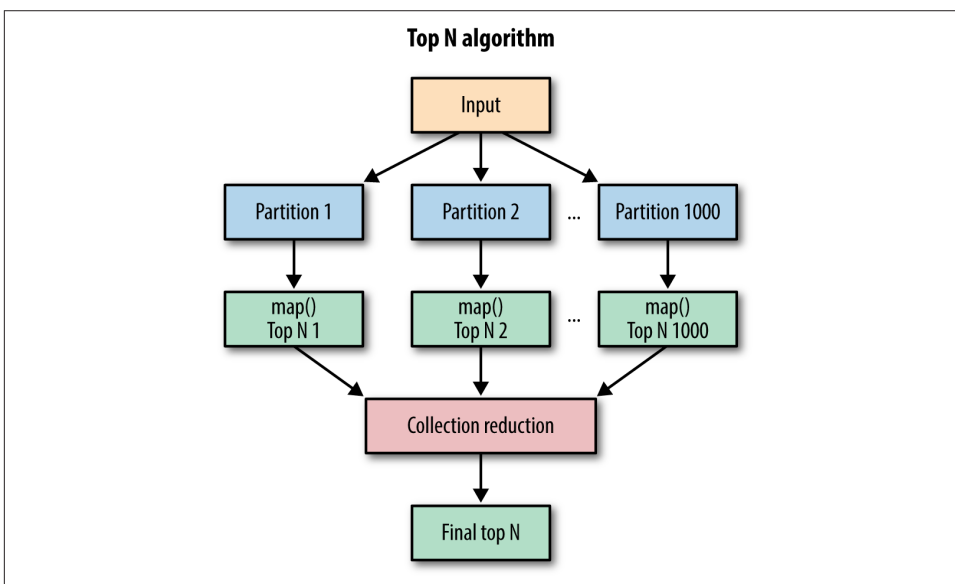 Top N algorithm
Input
Partition 1
Partition 2
...
Partition 1000
map()
Top N 1
map()
Top N 2
...
map()
Top N 1000
Collection reduction
Final top N